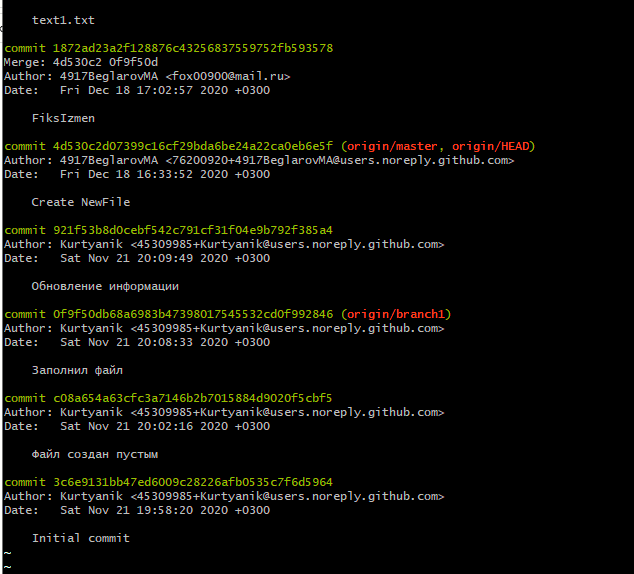 text1.txt
commit 1872ad23a2f128876c43256837559752fb593578
Merge: 4d530c2 0f9f50d
Author: 4917BeglarovMA <fox00900@mail.ru>
Date:   Fri Dec 18 17:02:57 2020 +0300
FiksIzmen
commit 4d530c2d07399c16cf29bda6be24a22ca0eb6e5f (origin/master, origin/HEAD)
Author: 4917BeglarovMA <76200920+4917BeglarovMA@users.noreply.github.com>
Date:   Fri Dec 18 16:33:52 2020 +0300
Create NewFile
commit 921f53b8d0cebf542c791cf31f04e9b792f385a4
Author: Kurtyanik <45309985+Kurtyanik@users.noreply.github.com>
Date:   Sat Nov 21 20:09:49 2020 +0300
Обновление информации
commit 0f9f50db68a6983b47398017545532cd0f992846 (origin/branch1)
Author: Kurtyanik <45309985+Kurtyanik@users.noreply.github.com>
Date:   Sat Nov 21 20:08:33 2020 +0300
Заполнил файл
commit c08a654a63cfc3a7146b2b7015884d9020f5cbf5
Author: Kurtyanik <45309985+Kurtyanik@users.noreply.github.com>
Date:   Sat Nov 21 20:02:16 2020 +0300
Файл создан пустым
commit 3c6e9131bb47ed6009c28226afb0535c7f6d5964
Author: Kurtyanik <45309985+Kurtyanik@users.noreply.github.com>
Date:   Sat Nov 21 19:58:20 2020 +0300
Initial commit
~
~